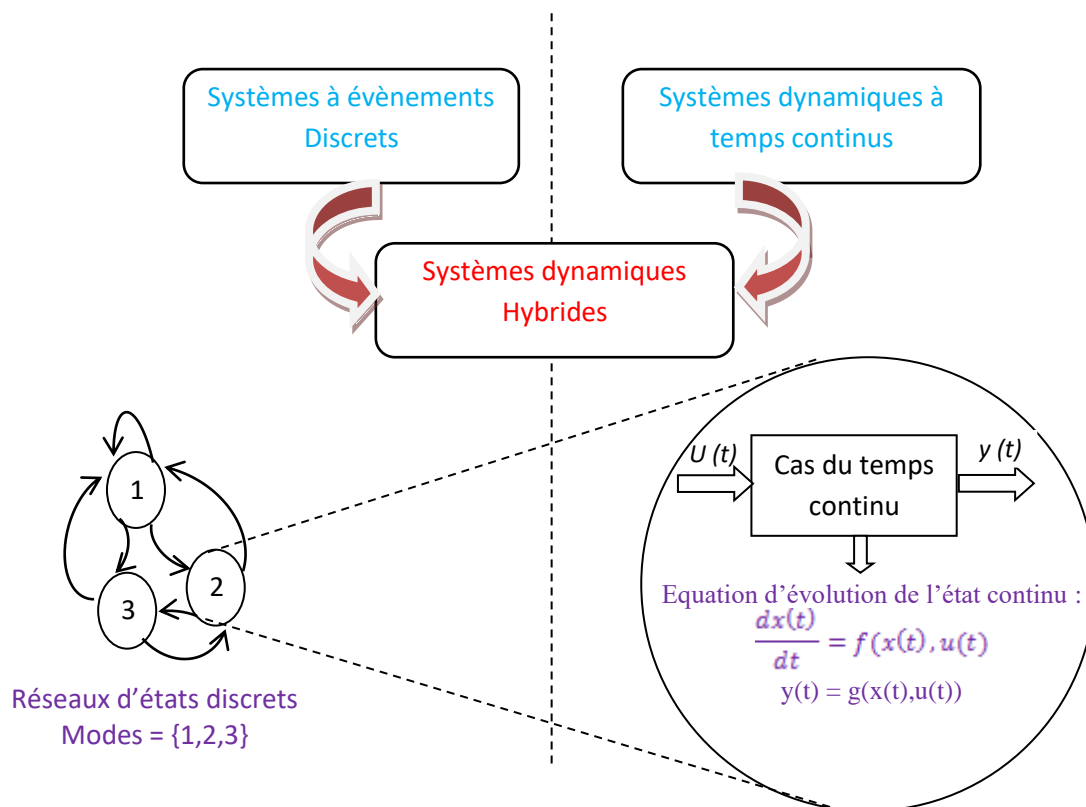 Systèmes à évènements
Discrets
Systèmes dynamiques à
temps continus
Systèmes dynamiques
Hybrides
1
2
3
Réseaux d'états discrets
Modes = {1,2,3}
U (t)
Cas du temps
continu
y (t)
Equation d'évolution de l'état continu :
dx(t)/dt = f(x(t), u(t)
y(t) = g(x(t),u(t))